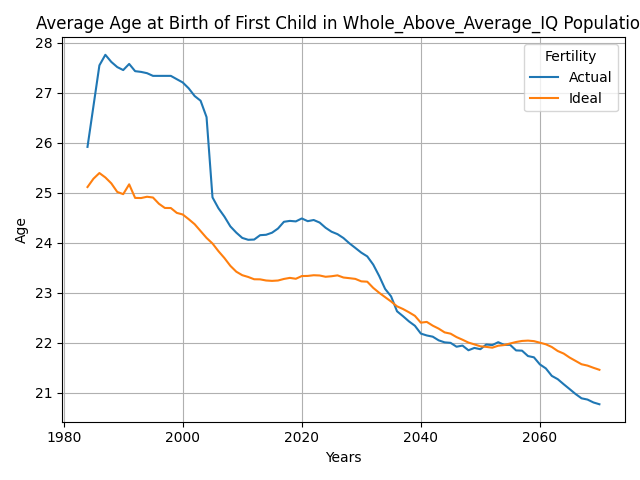 Average Age at Birth of First Child in Whole_Above_Average_IQ Populatio
28
27
26
25
24
23
22
21
Age
Fertility
Actual
Ideal
1980
2000
2020
2040
2060
Years